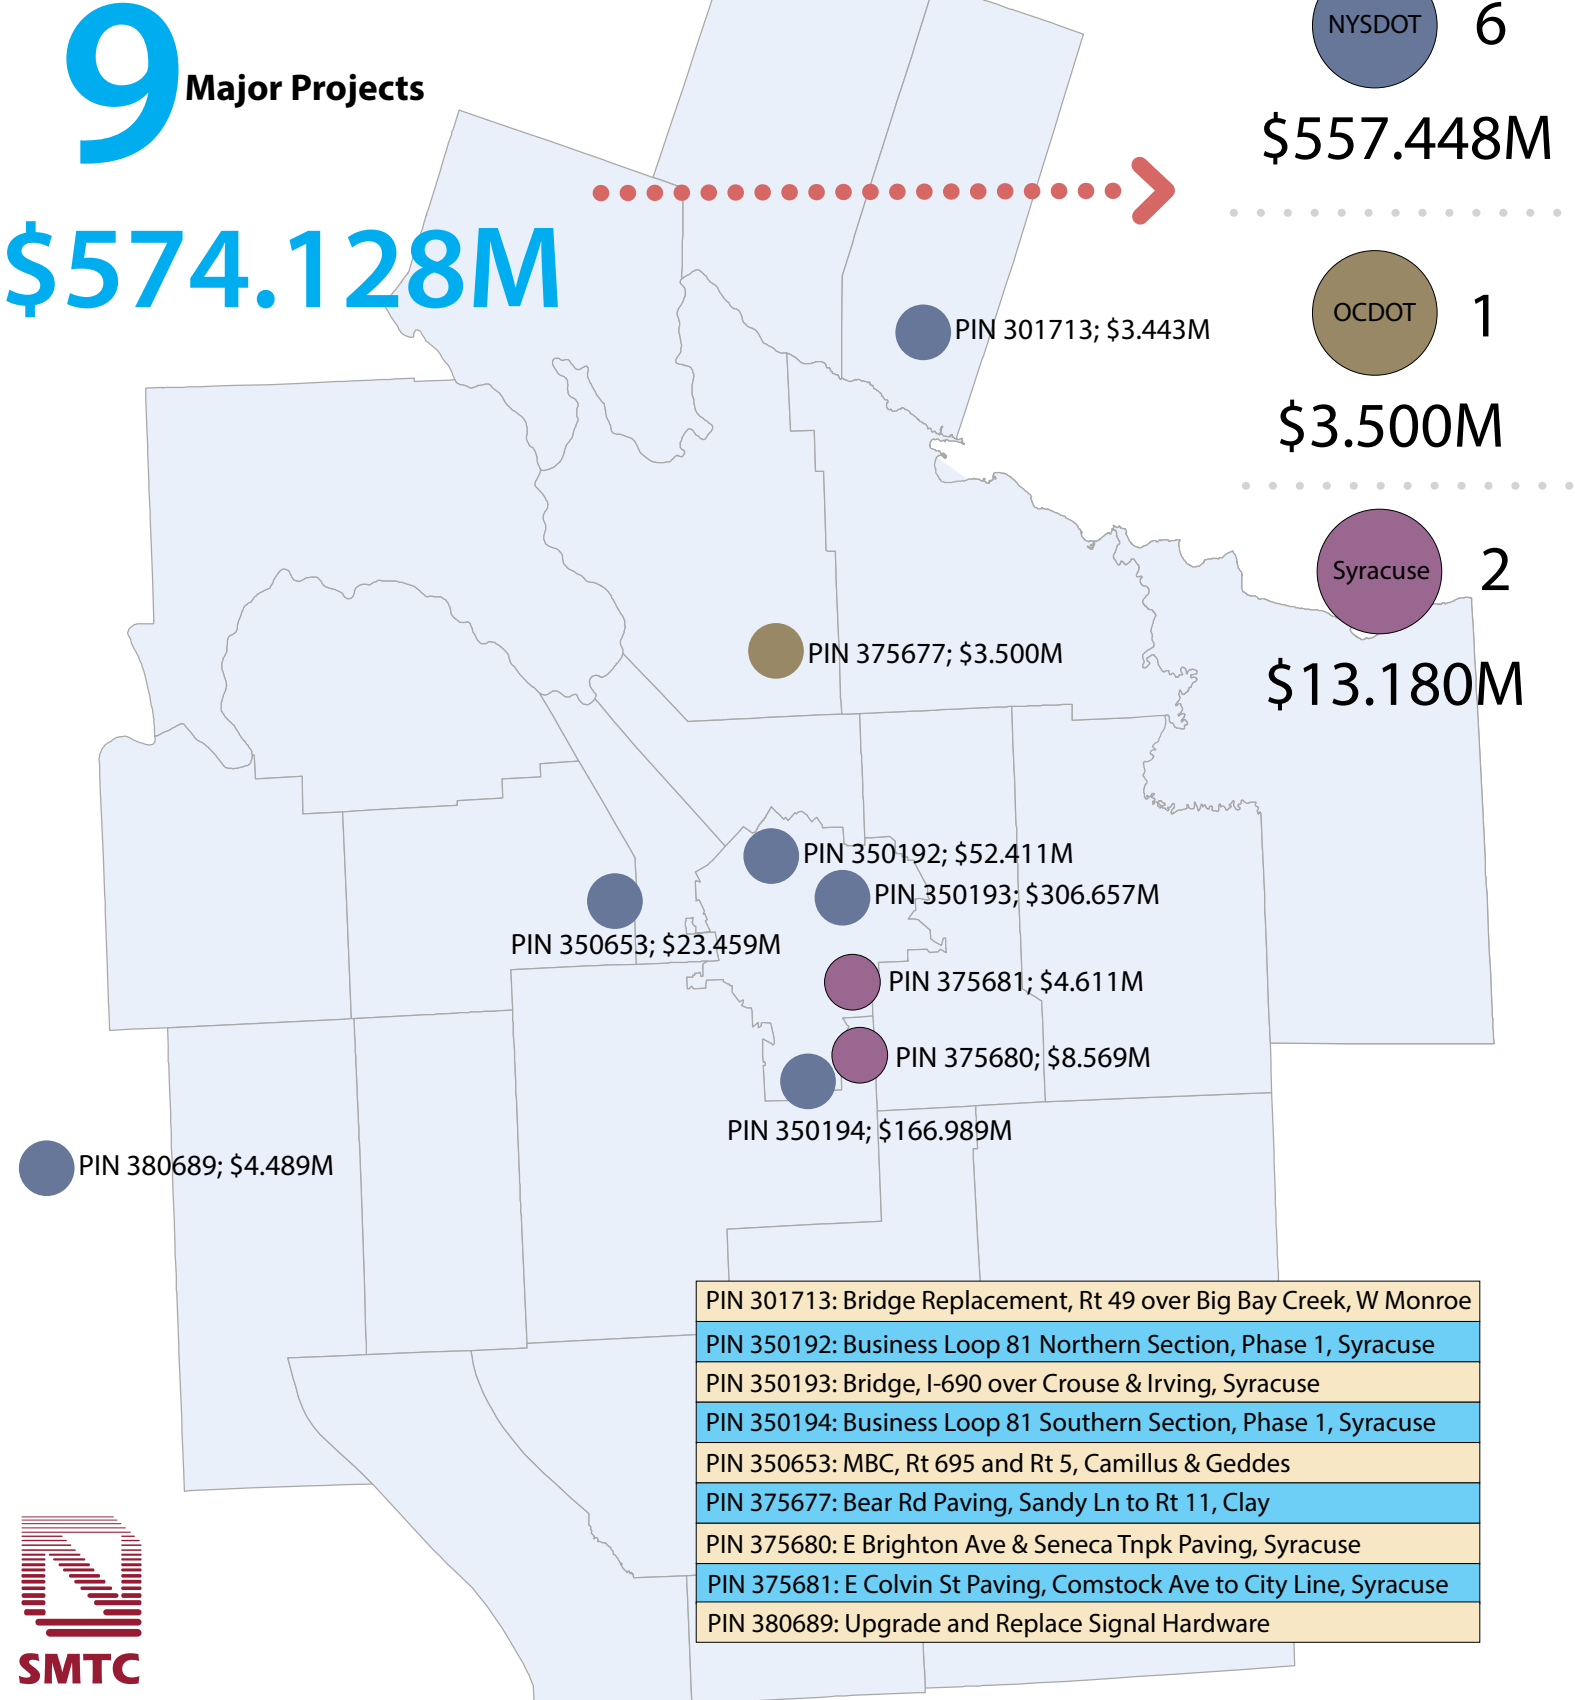 9 Major Projects
$574.128M
NYSDOT 6
$557.448M
OCDOT 1
$3.500M
Syracuse 2
$13.180M
PIN 301713; $3.443M
PIN 375677; $3.500M
PIN 350192; $52.411M
PIN 350193; $306.657M
PIN 350653; $23.459M
PIN 375681; $4.611M
PIN 375680; $8.569M
PIN 350194; $166.989M
PIN 380689; $4.489M
PIN 301713: Bridge Replacement, Rt 49 over Big Bay Creek, W Monroe
PIN 350192: Business Loop 81 Northern Section, Phase 1, Syracuse
PIN 350193: Bridge, I-690 over Crouse & Irving, Syracuse
PIN 350194: Business Loop 81 Southern Section, Phase 1, Syracuse
PIN 350653: MBC, Rt 695 and Rt 5, Camillus & Geddes
PIN 375677: Bear Rd Paving, Sandy Ln to Rt 11, Clay
PIN 375680: E Brighton Ave & Seneca Tnpk Paving, Syracuse
PIN 375681: E Colvin St Paving, Comstock Ave to City Line, Syracuse
PIN 380689: Upgrade and Replace Signal Hardware
SMTC